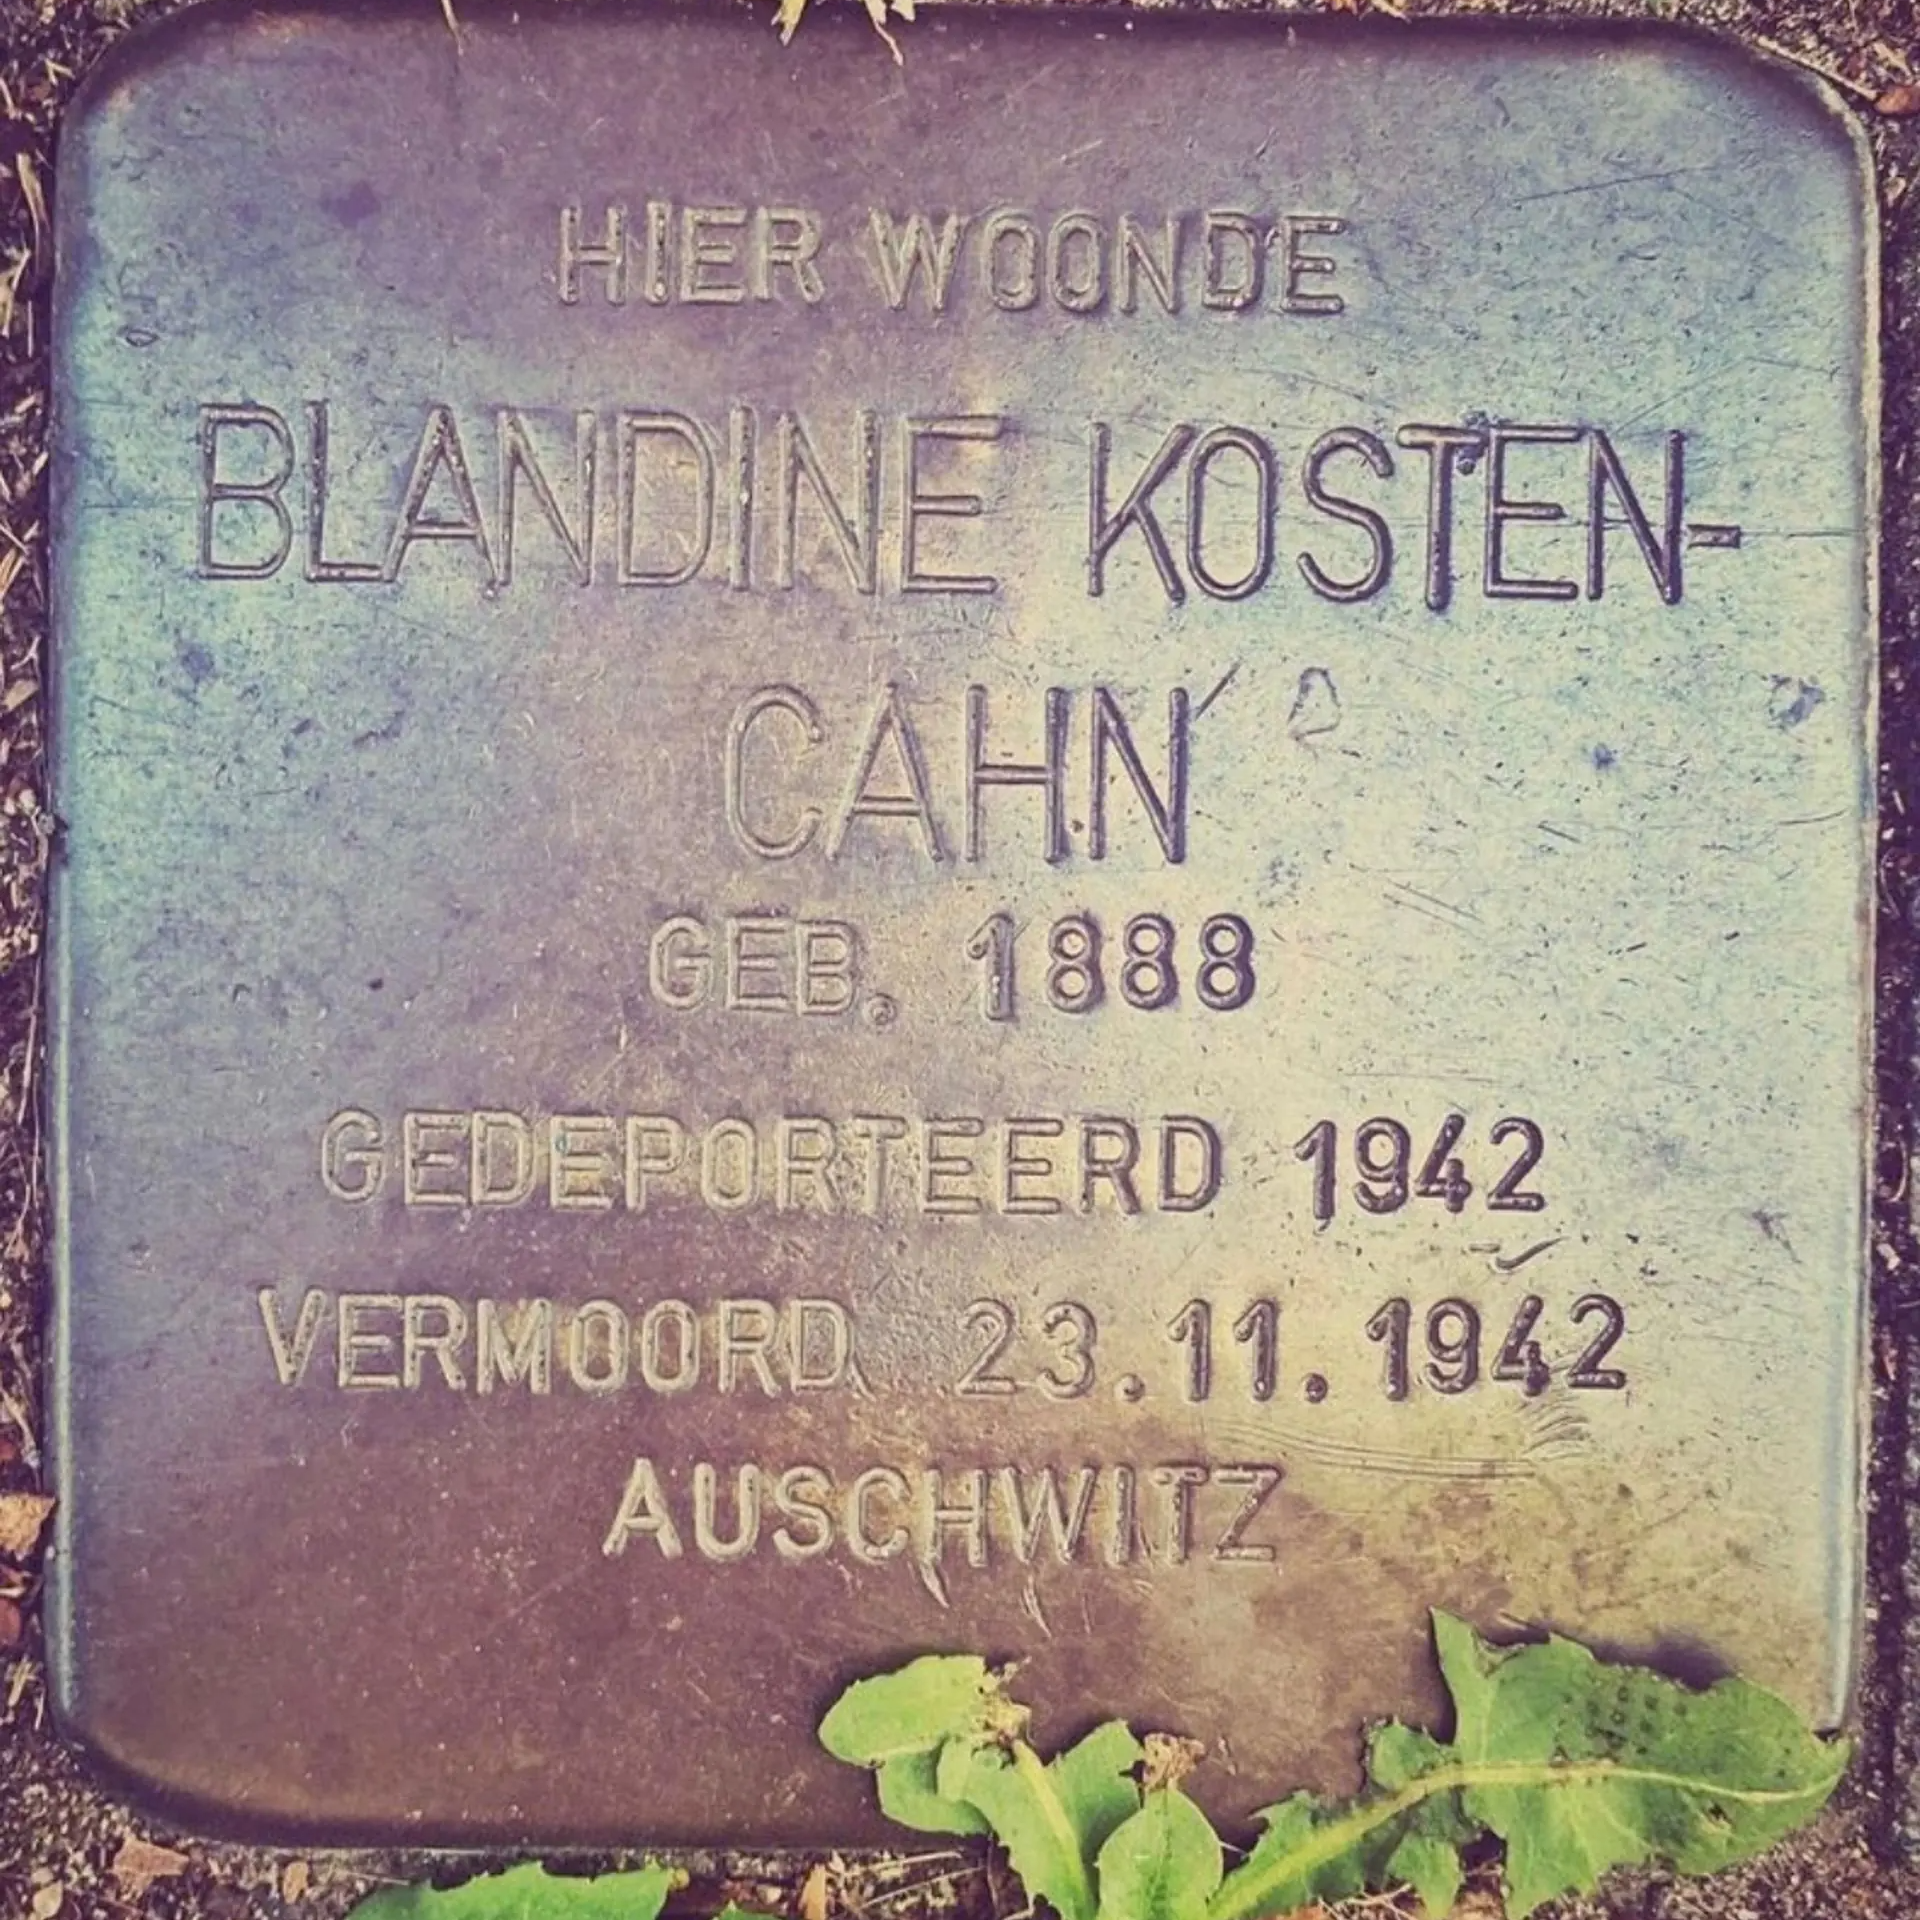 HIER WOONDE
BLANDINE KOSTEN-
CAHN
GEB. 1888
GEDEPORTEERD 1942
VERMOORD 23.11.1942
AUSCHWITZ